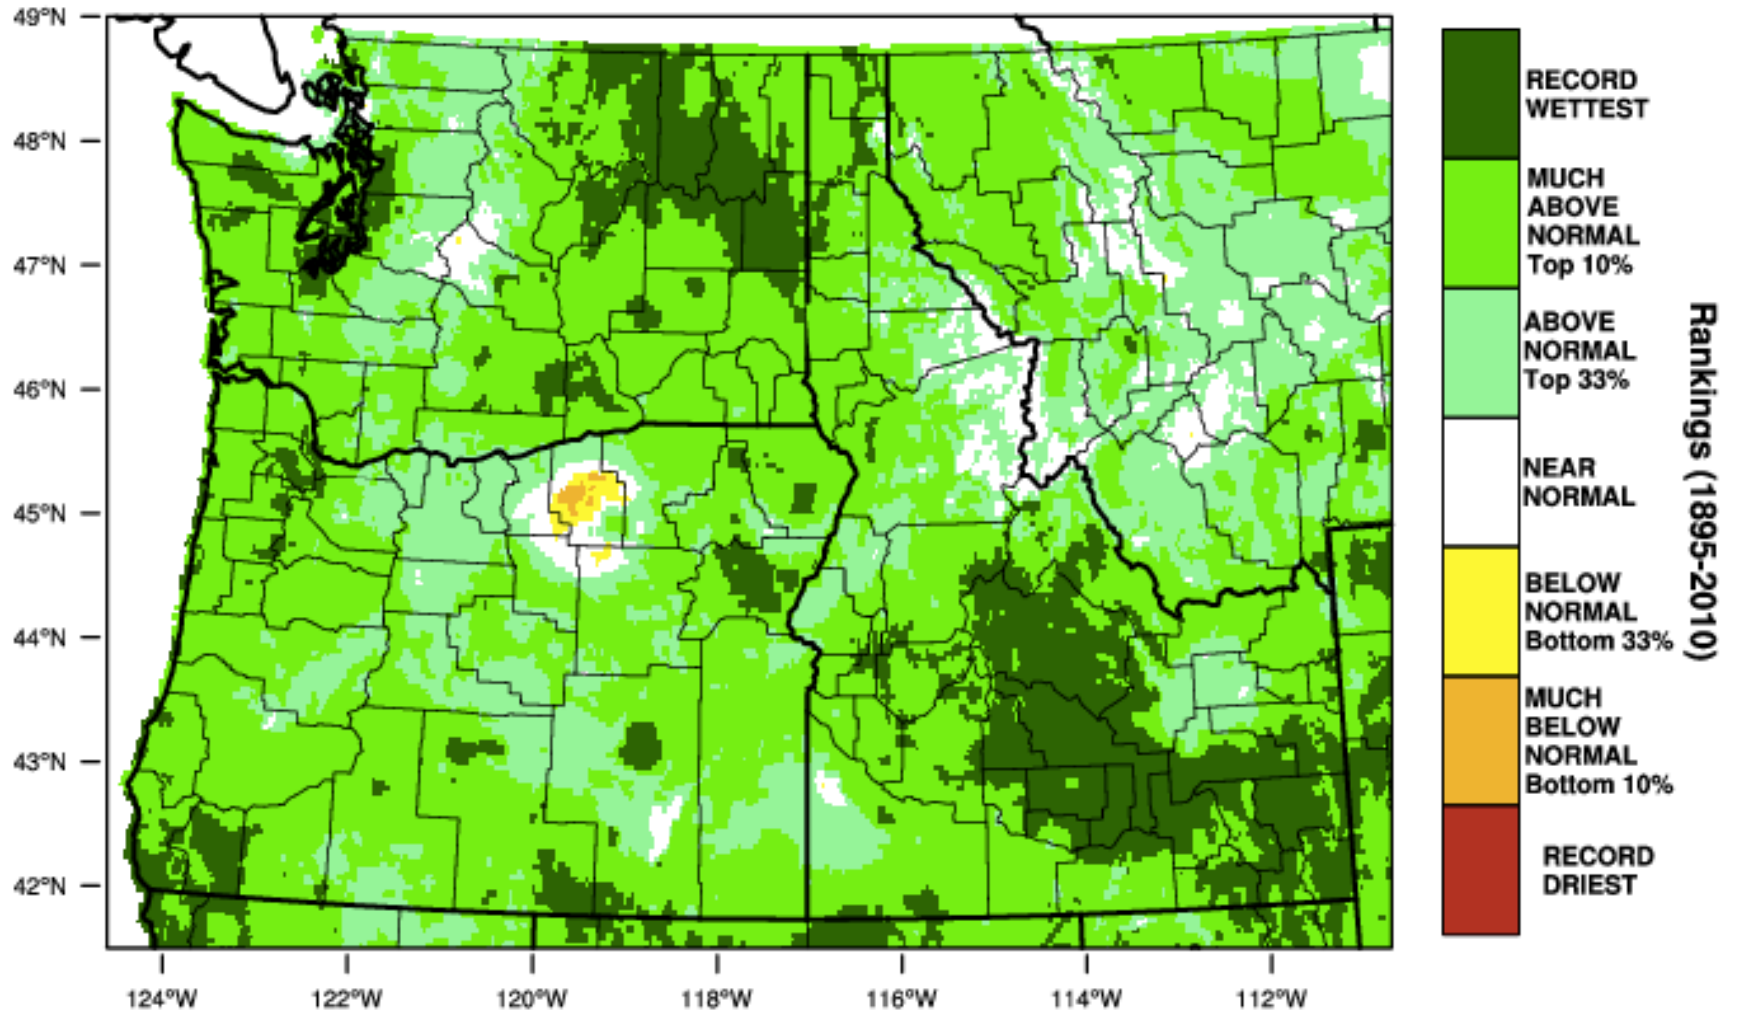 49°N
48°N
47°N
46°N
45°N
44°N
43°N
42°N
124°W
122°W
120°W
118°W
116°W
114°W
112°W
RECORD
WETTEST
MUCH
ABOVE
NORMAL
Top 10%
ABOVE
NORMAL
Top 33%
NEAR
NORMAL
BELOW
NORMAL
Bottom 33%
MUCH
BELOW
NORMAL
Bottom 10%
RECORD
DRIEST
Rankings (1895-2010)